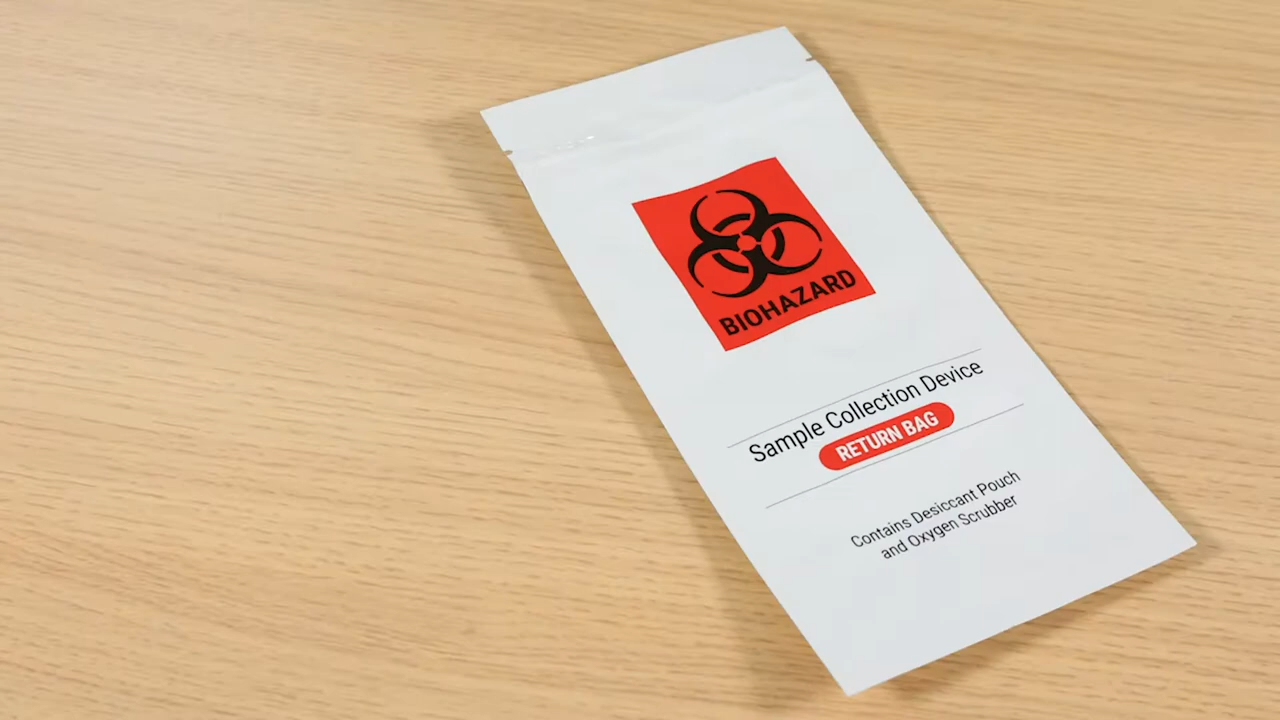 BIOHAZARD
Sample Collection Device
RETURN BAG
Contains Desiccant Pouch
and Oxygen Scrubber